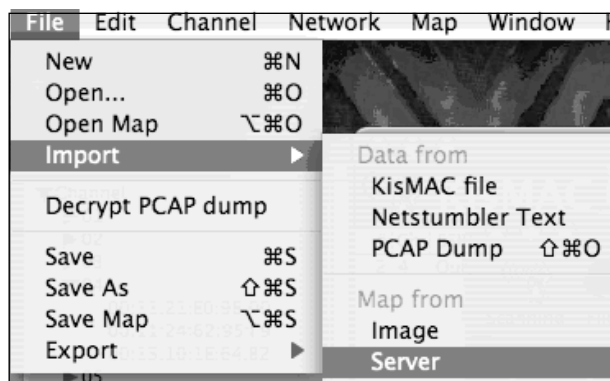 File Edit Channel Network Map Window
New ⌘N
Open... ⌘O
Open Map ⌥⌘O
Import ▶
Decrypt PCAP dump
Save ⌘S
Save As ⇧⌘S
Save Map ⌥⌘S
Export ▶
Data from
KisMAC file
Netstumbler Text
PCAP Dump ⇧⌘O
Map from
Image
Server